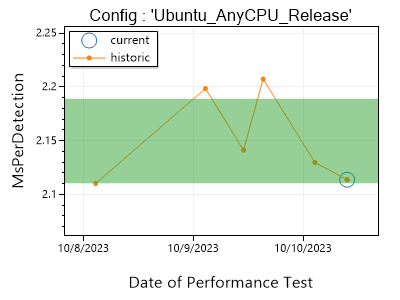 Config : 'Ubuntu_AnyCPU_Release'
current
historic
2.25
2.2
2.15
2.1
MsPerDetection
10/8/2023
10/9/2023
10/10/2023
Date of Performance Test